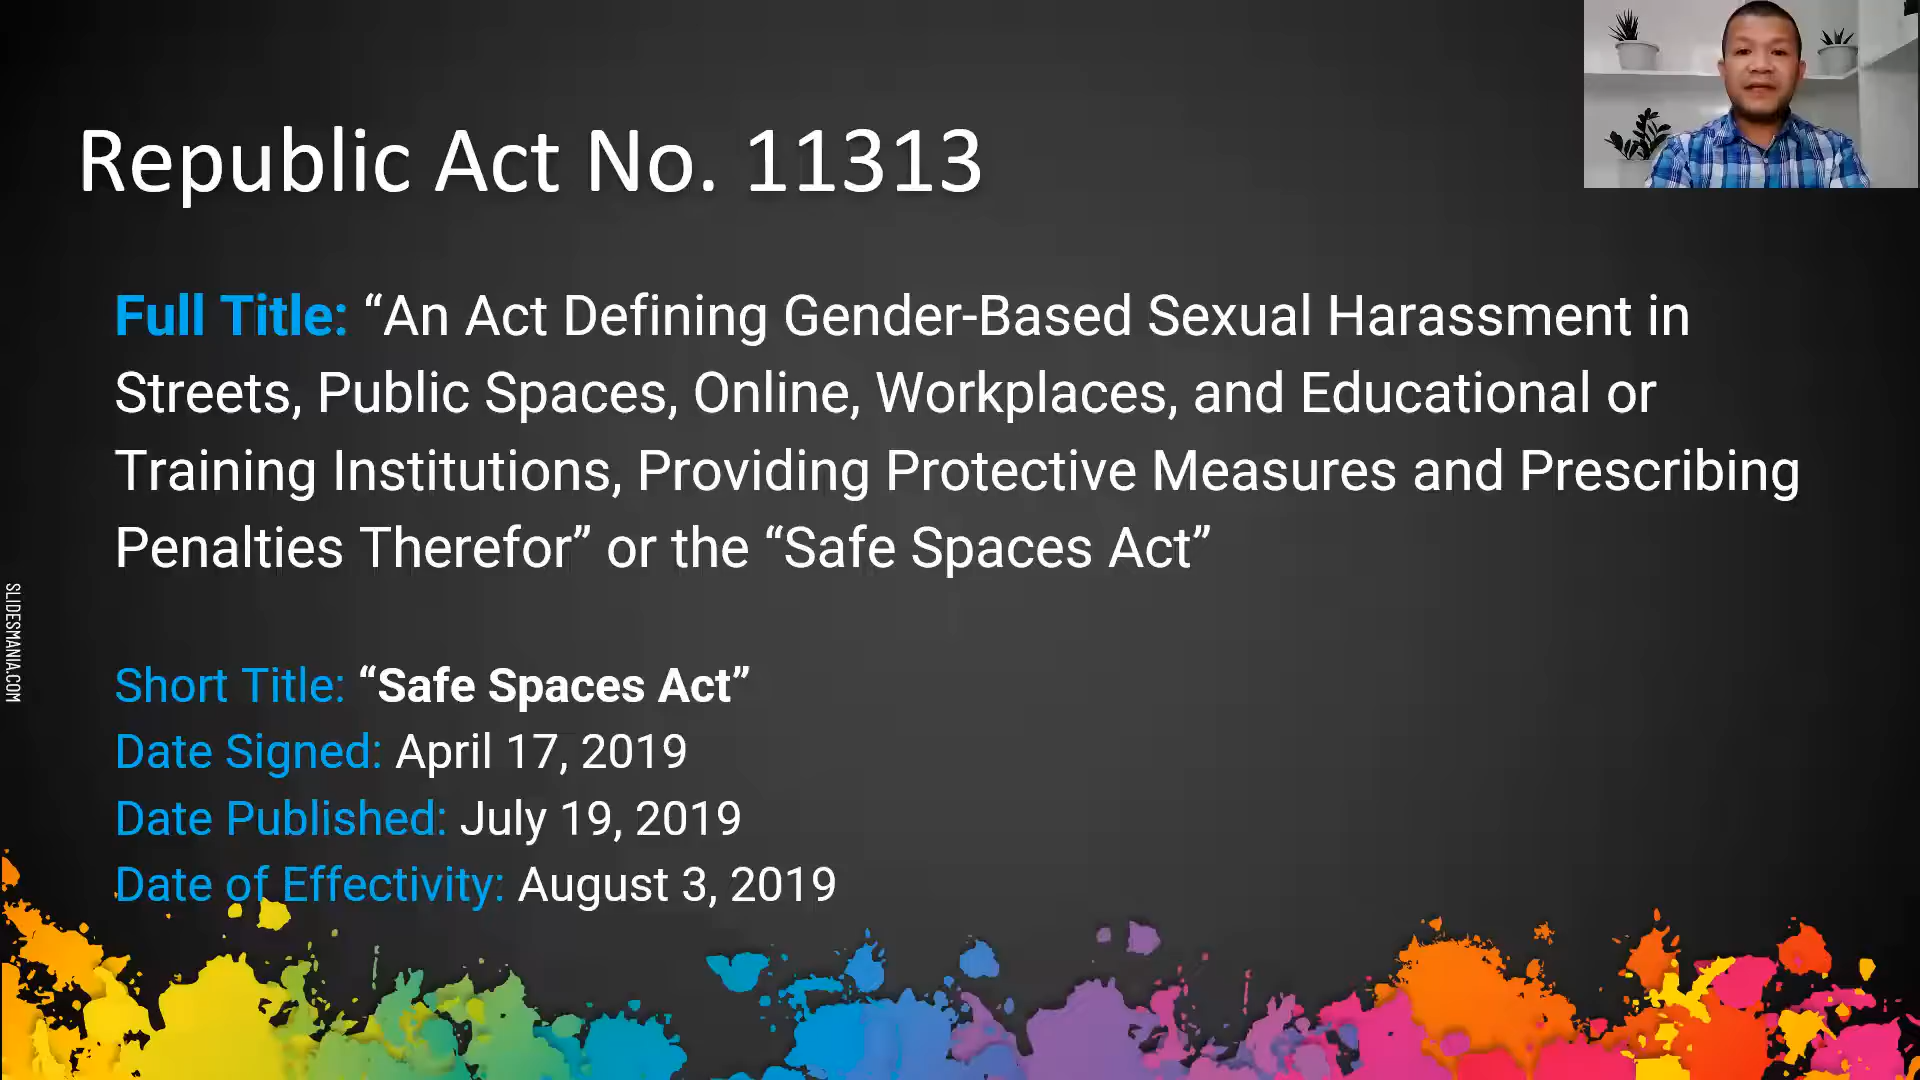 Republic Act No. 11313
Full Title: “An Act Defining Gender-Based Sexual Harassment in
Streets, Public Spaces, Online, Workplaces, and Educational or
Training Institutions, Providing Protective Measures and Prescribing
Penalties Therefor” or the “Safe Spaces Act”
Short Title: “Safe Spaces Act”
Date Signed: April 17, 2019
Date Published: July 19, 2019
Date of Effectivity: August 3, 2019
SLIDESMANIA.COM